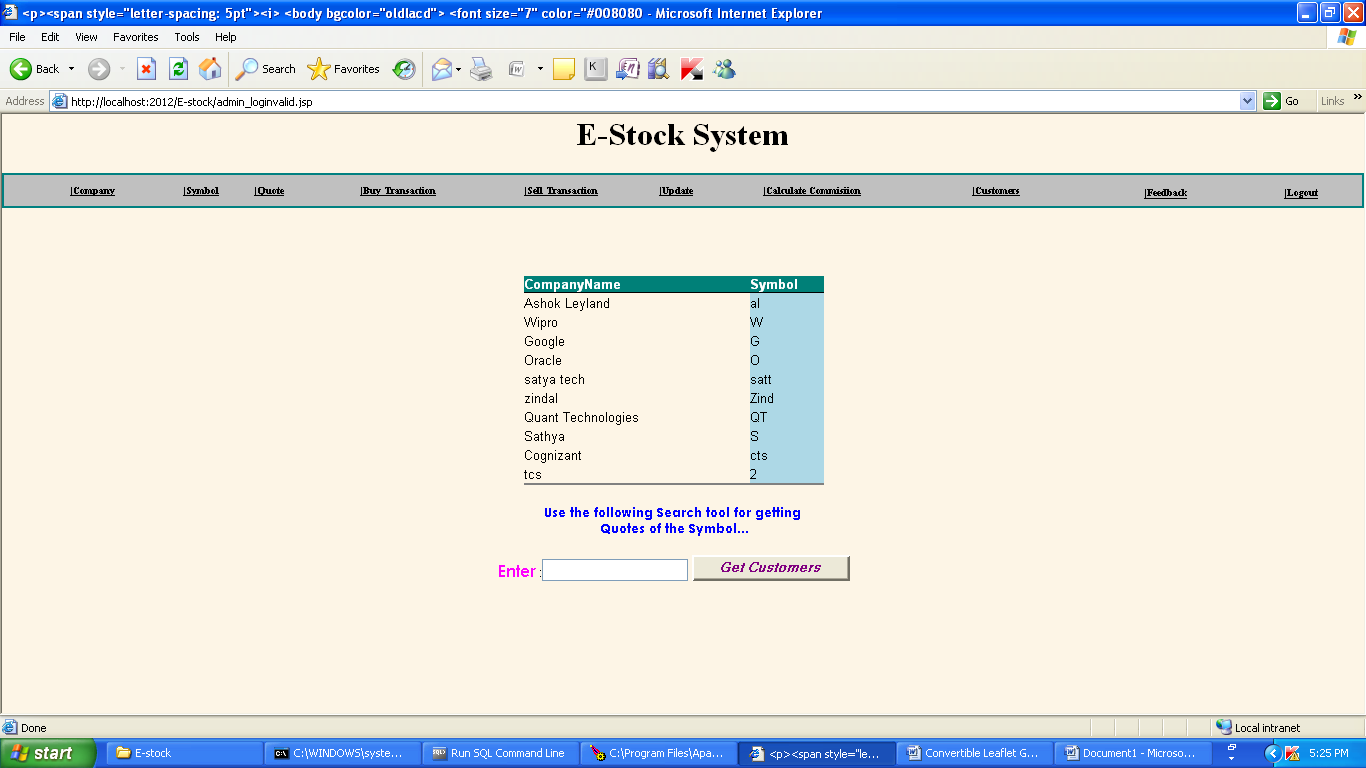 <p><span style="letter-spacing: 5pt"><i> <body bgcolor="oldlacd"> <font size="7" color="#008080 - Microsoft Internet Explorer
File Edit View Favorites Tools Help
Back Search Favorites
Address http://localhost:2012/E-stock/admin_loginvalid.jsp Go Links »
E-Stock System
|Company |Symbol |Quote |Buy Transaction |Sell Transaction |Update |Calculate Commisiion |Customers |Feedback |Logout
CompanyName Symbol
Ashok Leyland al
Wipro W
Google G
Oracle O
satya tech satt
zindal Zind
Quant Technologies QT
Sathya S
Cognizant cts
tcs 2
Use the following Search tool for getting
Quotes of the Symbol...
Enter : Get Customers
Done Local intranet
start E-stock C:\WINDOWS\syste... Run SQL Command Line C:\Program Files\Apa... <p><span style="le... Convertible Leaflet G... Document1 - Microso... 5:25 PM